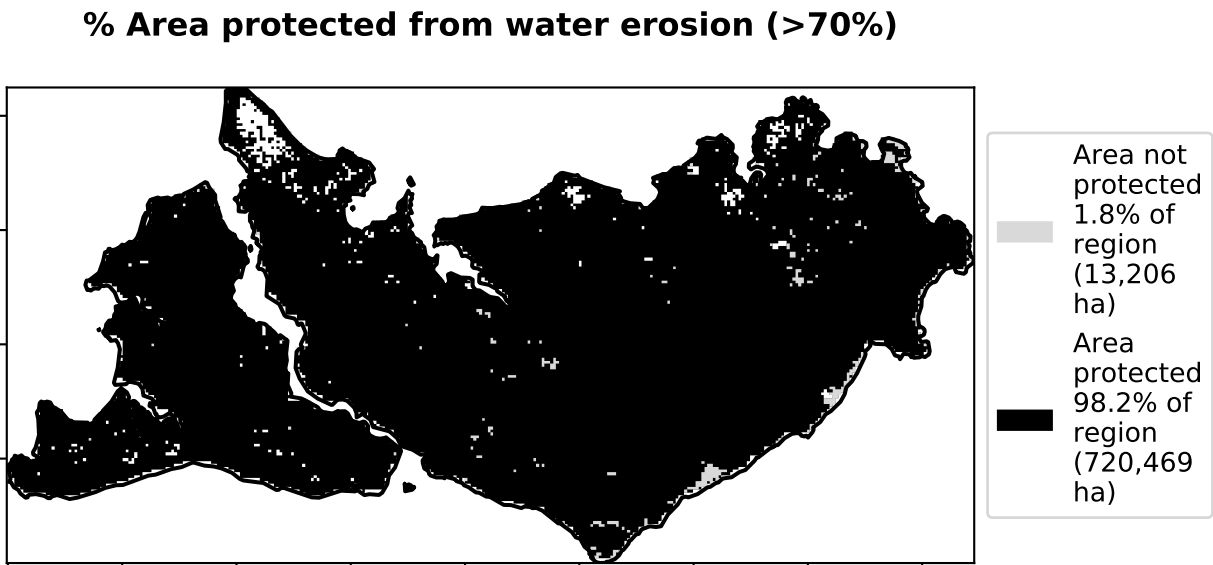 % Area protected from water erosion (>70%)
Area not
protected
1.8% of
region
(13,206
ha)
Area
protected
98.2% of
region
(720,469
ha)